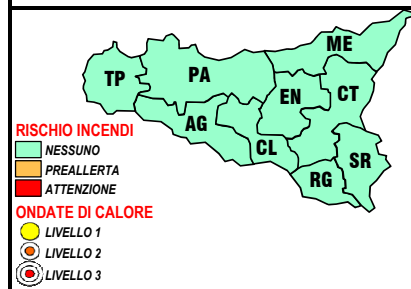 ME
TP
PA
EN
CT
AG
CL
SR
RG
RISCHIO INCENDI
NESSUNO
PREALLERTA
ATTENZIONE
ONDATE DI CALORE
LIVELLO 1
LIVELLO 2
LIVELLO 3